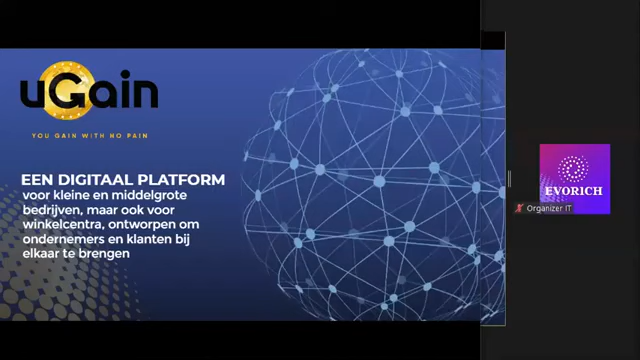 uGain
YOU GAIN WITH NO PAIN
EEN DIGITAAL PLATFORM
voor kleine en middelgrote
bedrijven, maar ook voor
winkelcentra, ontworpen om
ondernemers en klanten bij
elkaar te brengen
EVORICH
Organizer IT